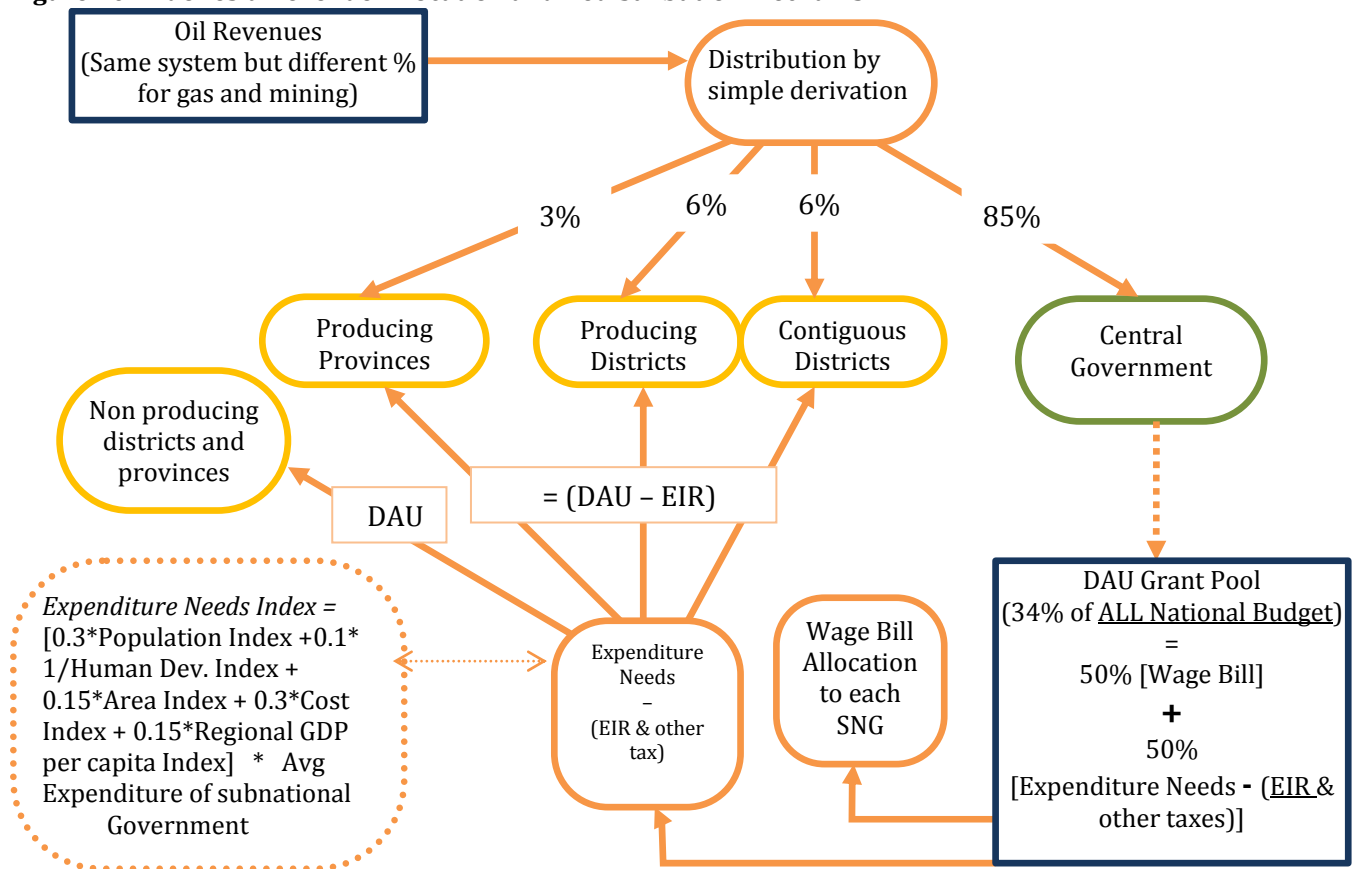 Oil Revenues
(Same system but different %
for gas and mining)
Distribution by
simple derivation
3%
6%
6%
85%
Producing
Provinces
Producing
Districts
Contiguous
Districts
Central
Government
Non producing
districts and
provinces
DAU
= (DAU – EIR)
Expenditure Needs Index =
[0.3*Population Index +0.1*
1/Human Dev. Index +
0.15*Area Index + 0.3*Cost
Index + 0.15*Regional GDP
per capita Index] * Avg
Expenditure of subnational
Government
Expenditure
Needs
–
(EIR & other
tax)
Wage Bill
Allocation
to each
SNG
DAU Grant Pool
(34% of ALL National Budget)
=
50% [Wage Bill]
+
50%
[Expenditure Needs - (EIR &
other taxes)]